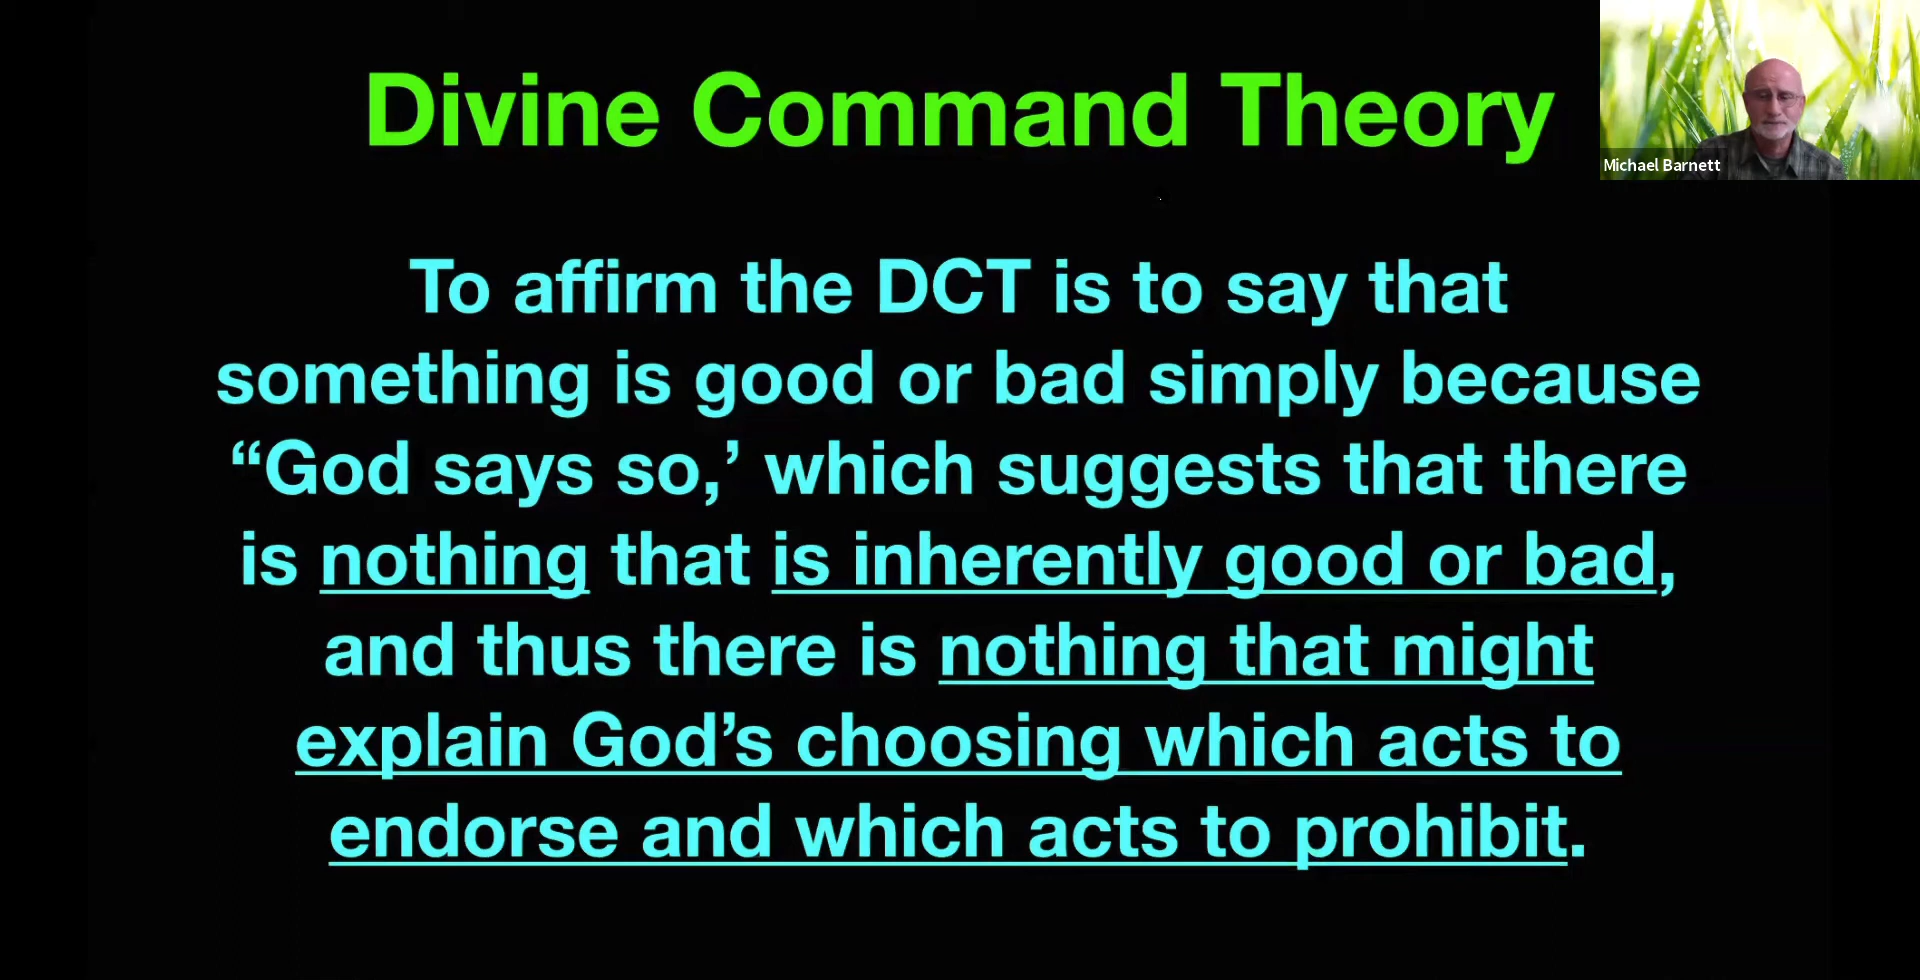 Divine Command Theory
Michael Barnett
To affirm the DCT is to say that
something is good or bad simply because
“God says so,’ which suggests that there
is nothing that is inherently good or bad,
and thus there is nothing that might
explain God’s choosing which acts to
endorse and which acts to prohibit.